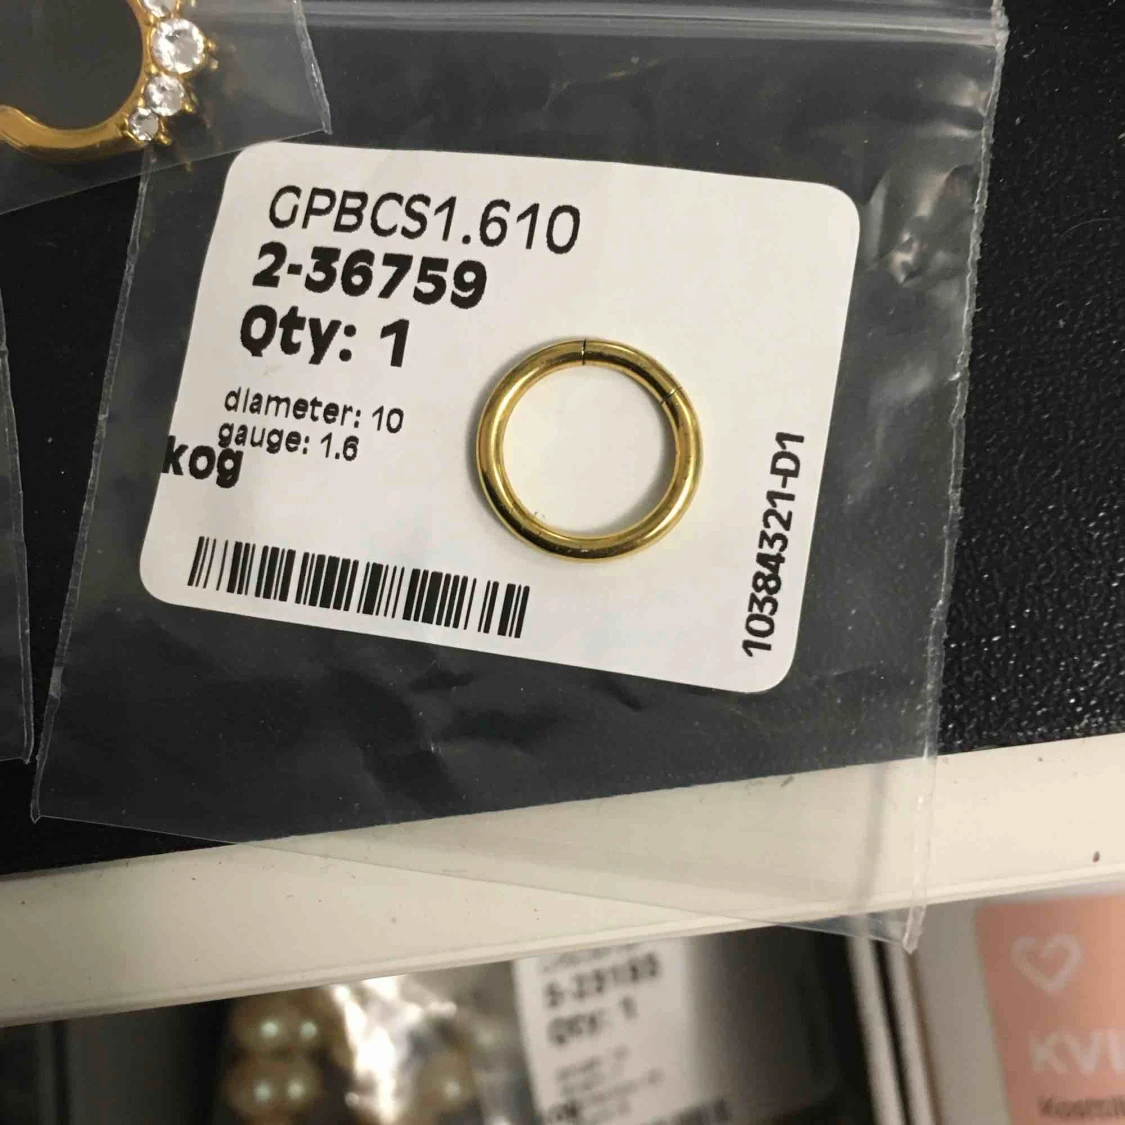 GPBCS1.610
2-36759
Qty: 1
diameter: 10
gauge: 1.6
kog
10384321-D1
Qty: 1